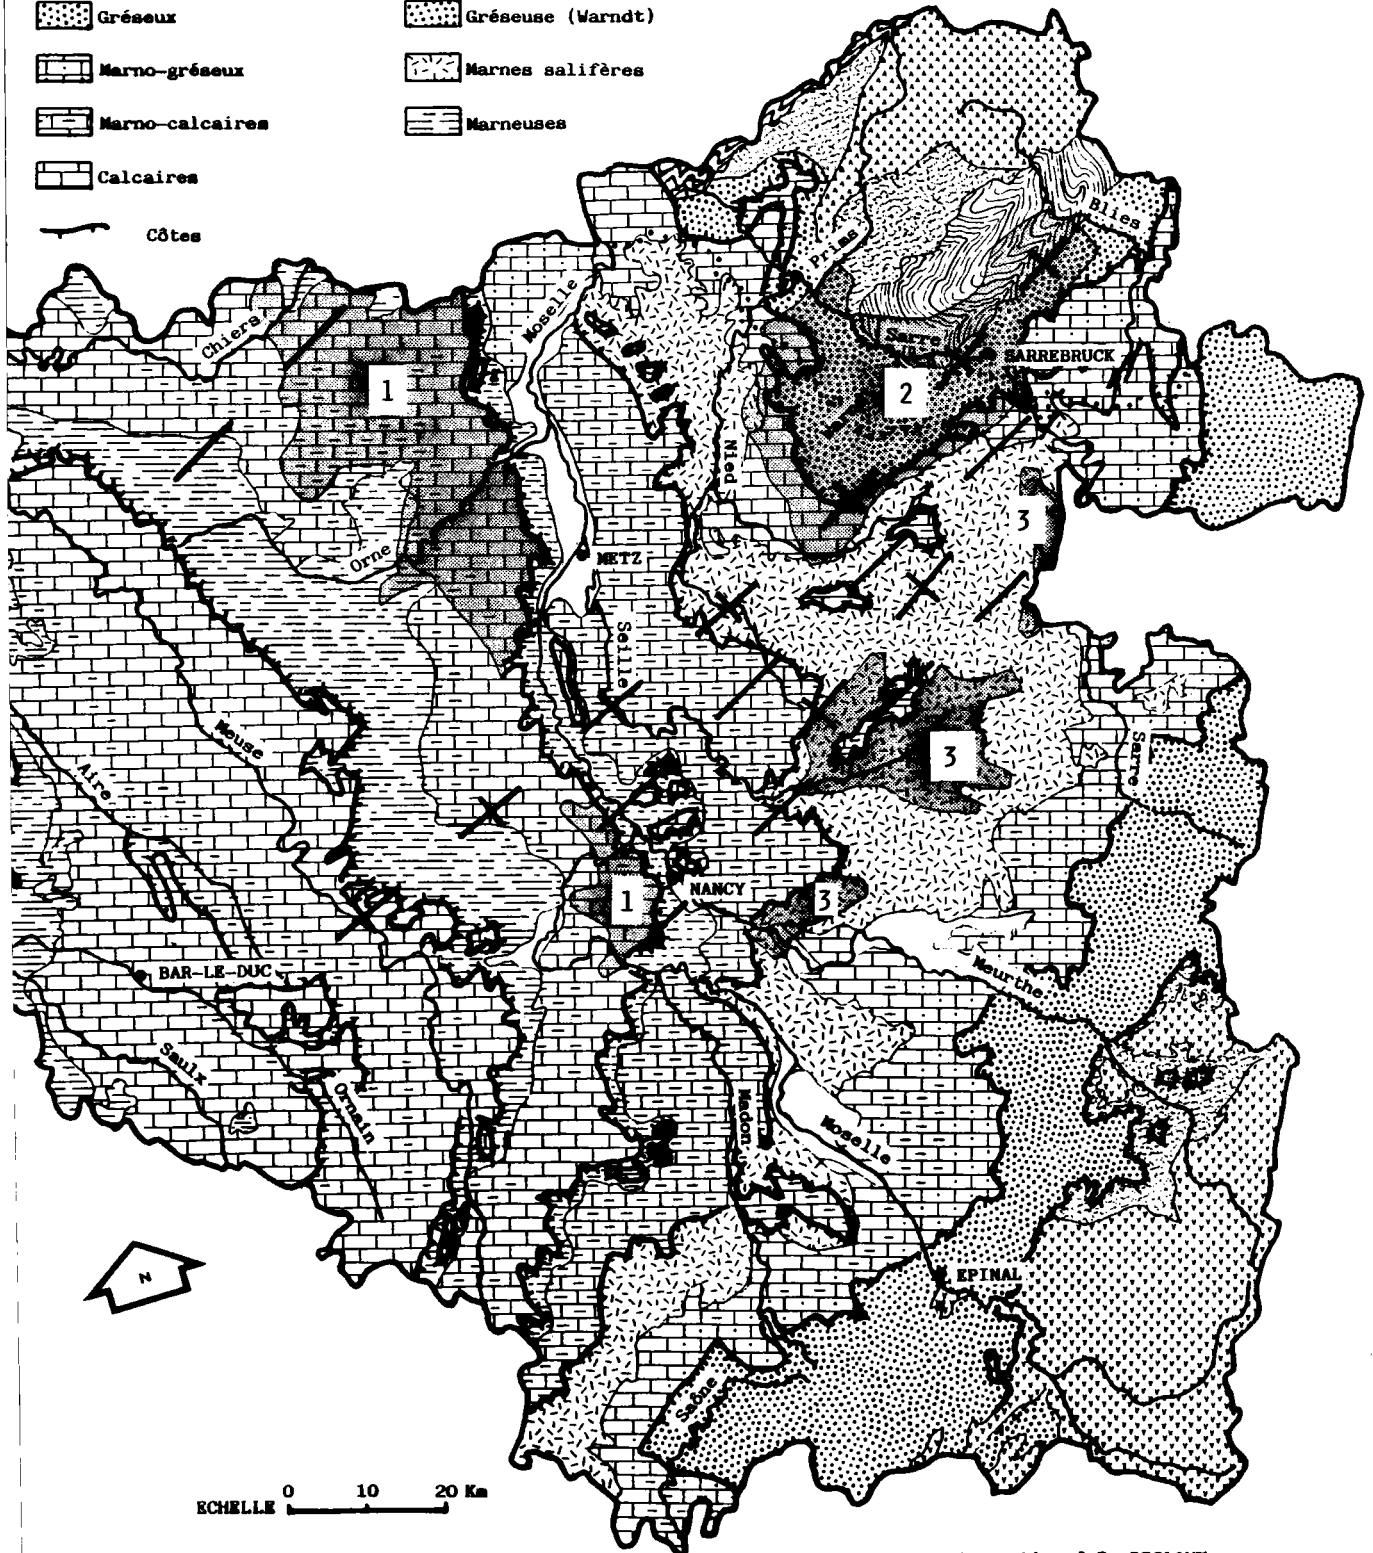 Gréseux
Gréseuse (Warndt)
Marno-gréseux
Marnes salifères
Marno-calcaires
Marneuses
Calcaires
Côtes
Blies
Prims
Chiers
Moselle
Sarre
SARREBRUCK
1
2
Nied
3
Orne
METZ
Seille
Meuse
Sarre
Aire
3
NANCY
1
3
BAR-LE-DUC
Meurthe
Saulx
Ornain
Madon
Moselle
N
EPINAL
Saône
0 10 20 Km
ECHELLE